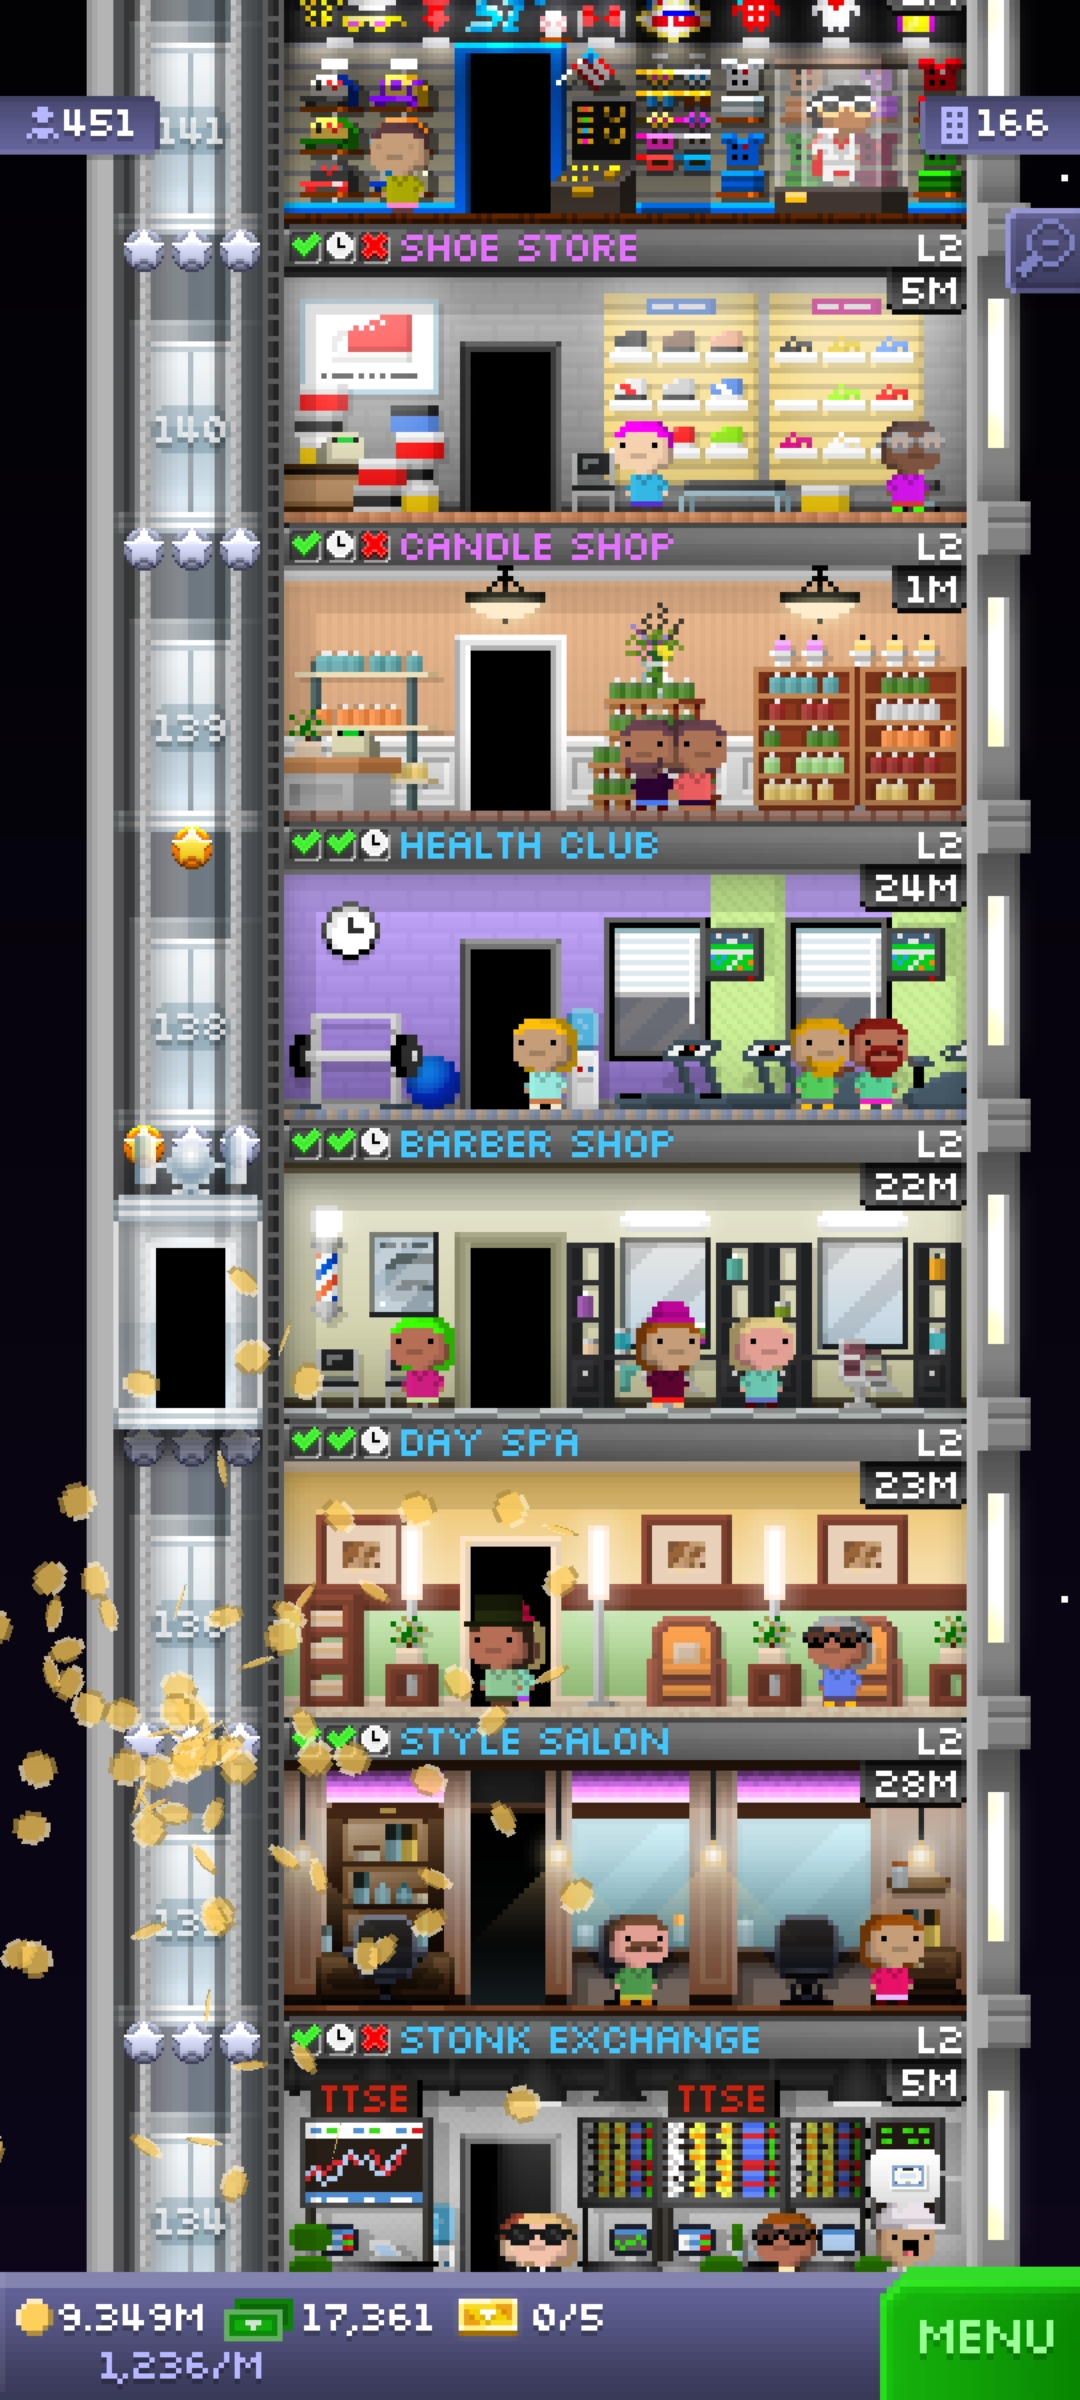 451
166
141
SHOE STORE L2
5M
140
CANDLE SHOP L2
1M
139
HEALTH CLUB L2
24M
138
BARBER SHOP L2
22M
DAY SPA L2
23M
136
STYLE SALON L2
28M
STONK EXCHANGE L2
5M
TTSE TTSE
134
9.349M 17,361 0/5
1,236/M
MENU